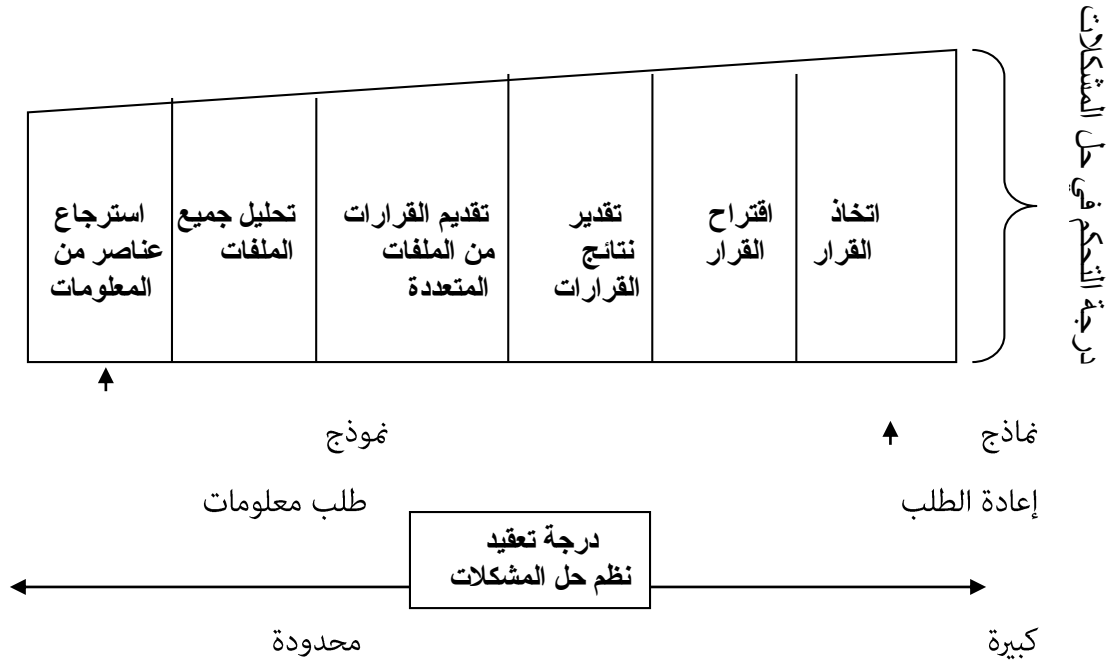 درجة التحكم في حل المشكلات
اتخاذ
القرار
اقتراح
القرار
تقدير
نتائج
القرارات
تقديم القرارات
من الملفات
المتعددة
تحليل جميع
الملفات
استرجاع
عناصر من
المعلومات
نماذج
نموذج
إعادة الطلب
طلب معلومات
درجة تعقيد
نظم حل المشكلات
كبيرة
محدودة